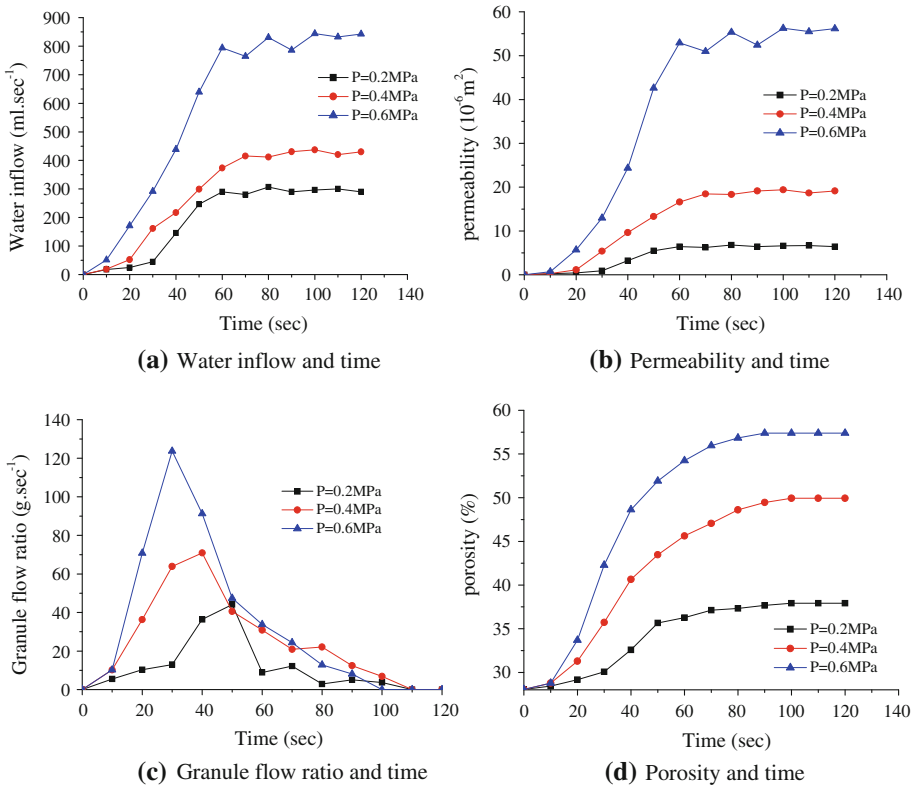 900
800
700
600
500
400
300
200
100
0
Water inflow (ml.sec⁻¹)
P=0.2MPa
P=0.4MPa
P=0.6MPa
0 20 40 60 80 100 120 140
Time (sec)
(a) Water inflow and time
60
50
40
30
20
10
0
permeability (10⁻⁶ m²)
P=0.2MPa
P=0.4MPa
P=0.6MPa
0 20 40 60 80 100 120 140
Time (sec)
(b) Permeability and time
140
120
100
80
60
40
20
0
Granule flow ratio (g.sec⁻¹)
P=0.2MPa
P=0.4MPa
P=0.6MPa
0 20 40 60 80 100 120
Time (sec)
(c) Granule flow ratio and time
60
55
50
45
40
35
30
porosity (%)
P=0.2MPa
P=0.4MPa
P=0.6MPa
0 20 40 60 80 100 120 140
Time (sec)
(d) Porosity and time